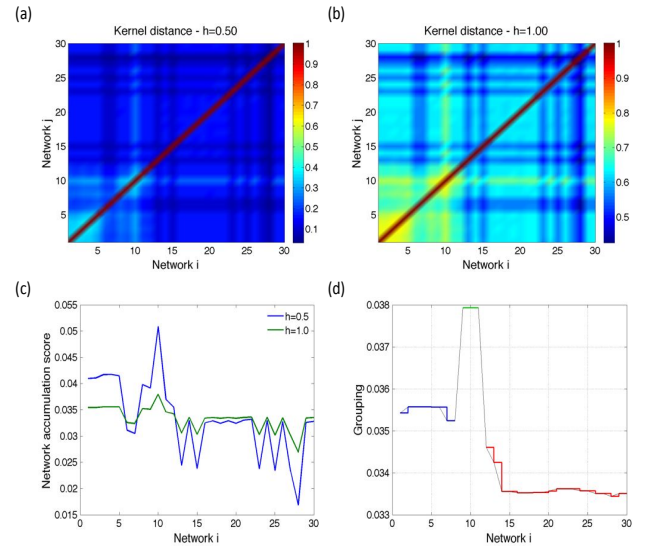 (a)
Kernel distance - h=0.50
30
25
20
15
10
5
5 10 15 20 25 30
Network j
Network i
1
0.9
0.8
0.7
0.6
0.5
0.4
0.3
0.2
0.1
(b)
Kernel distance - h=1.00
30
25
20
15
10
5
5 10 15 20 25 30
Network j
Network i
1
0.9
0.8
0.7
0.6
0.5
(c)
0.055
0.05
0.045
0.04
0.035
0.03
0.025
0.02
0.015
0 5 10 15 20 25 30
Network accumulation score
Network i
h=0.5
h=1.0
(d)
0.038
0.037
0.036
0.035
0.034
0.033
0 5 10 15 20 25 30
Grouping
Network i